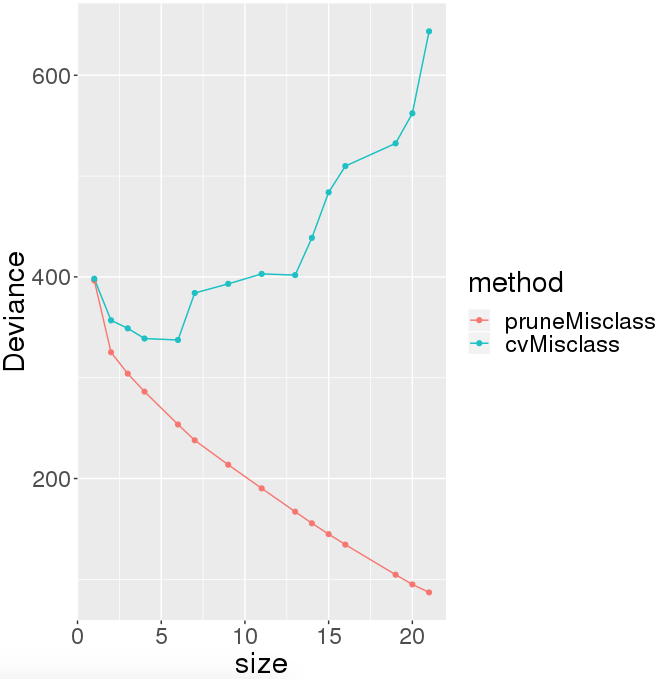 600
400
200
Deviance
0 5 10 15 20
size
method
pruneMisclass
cvMisclass